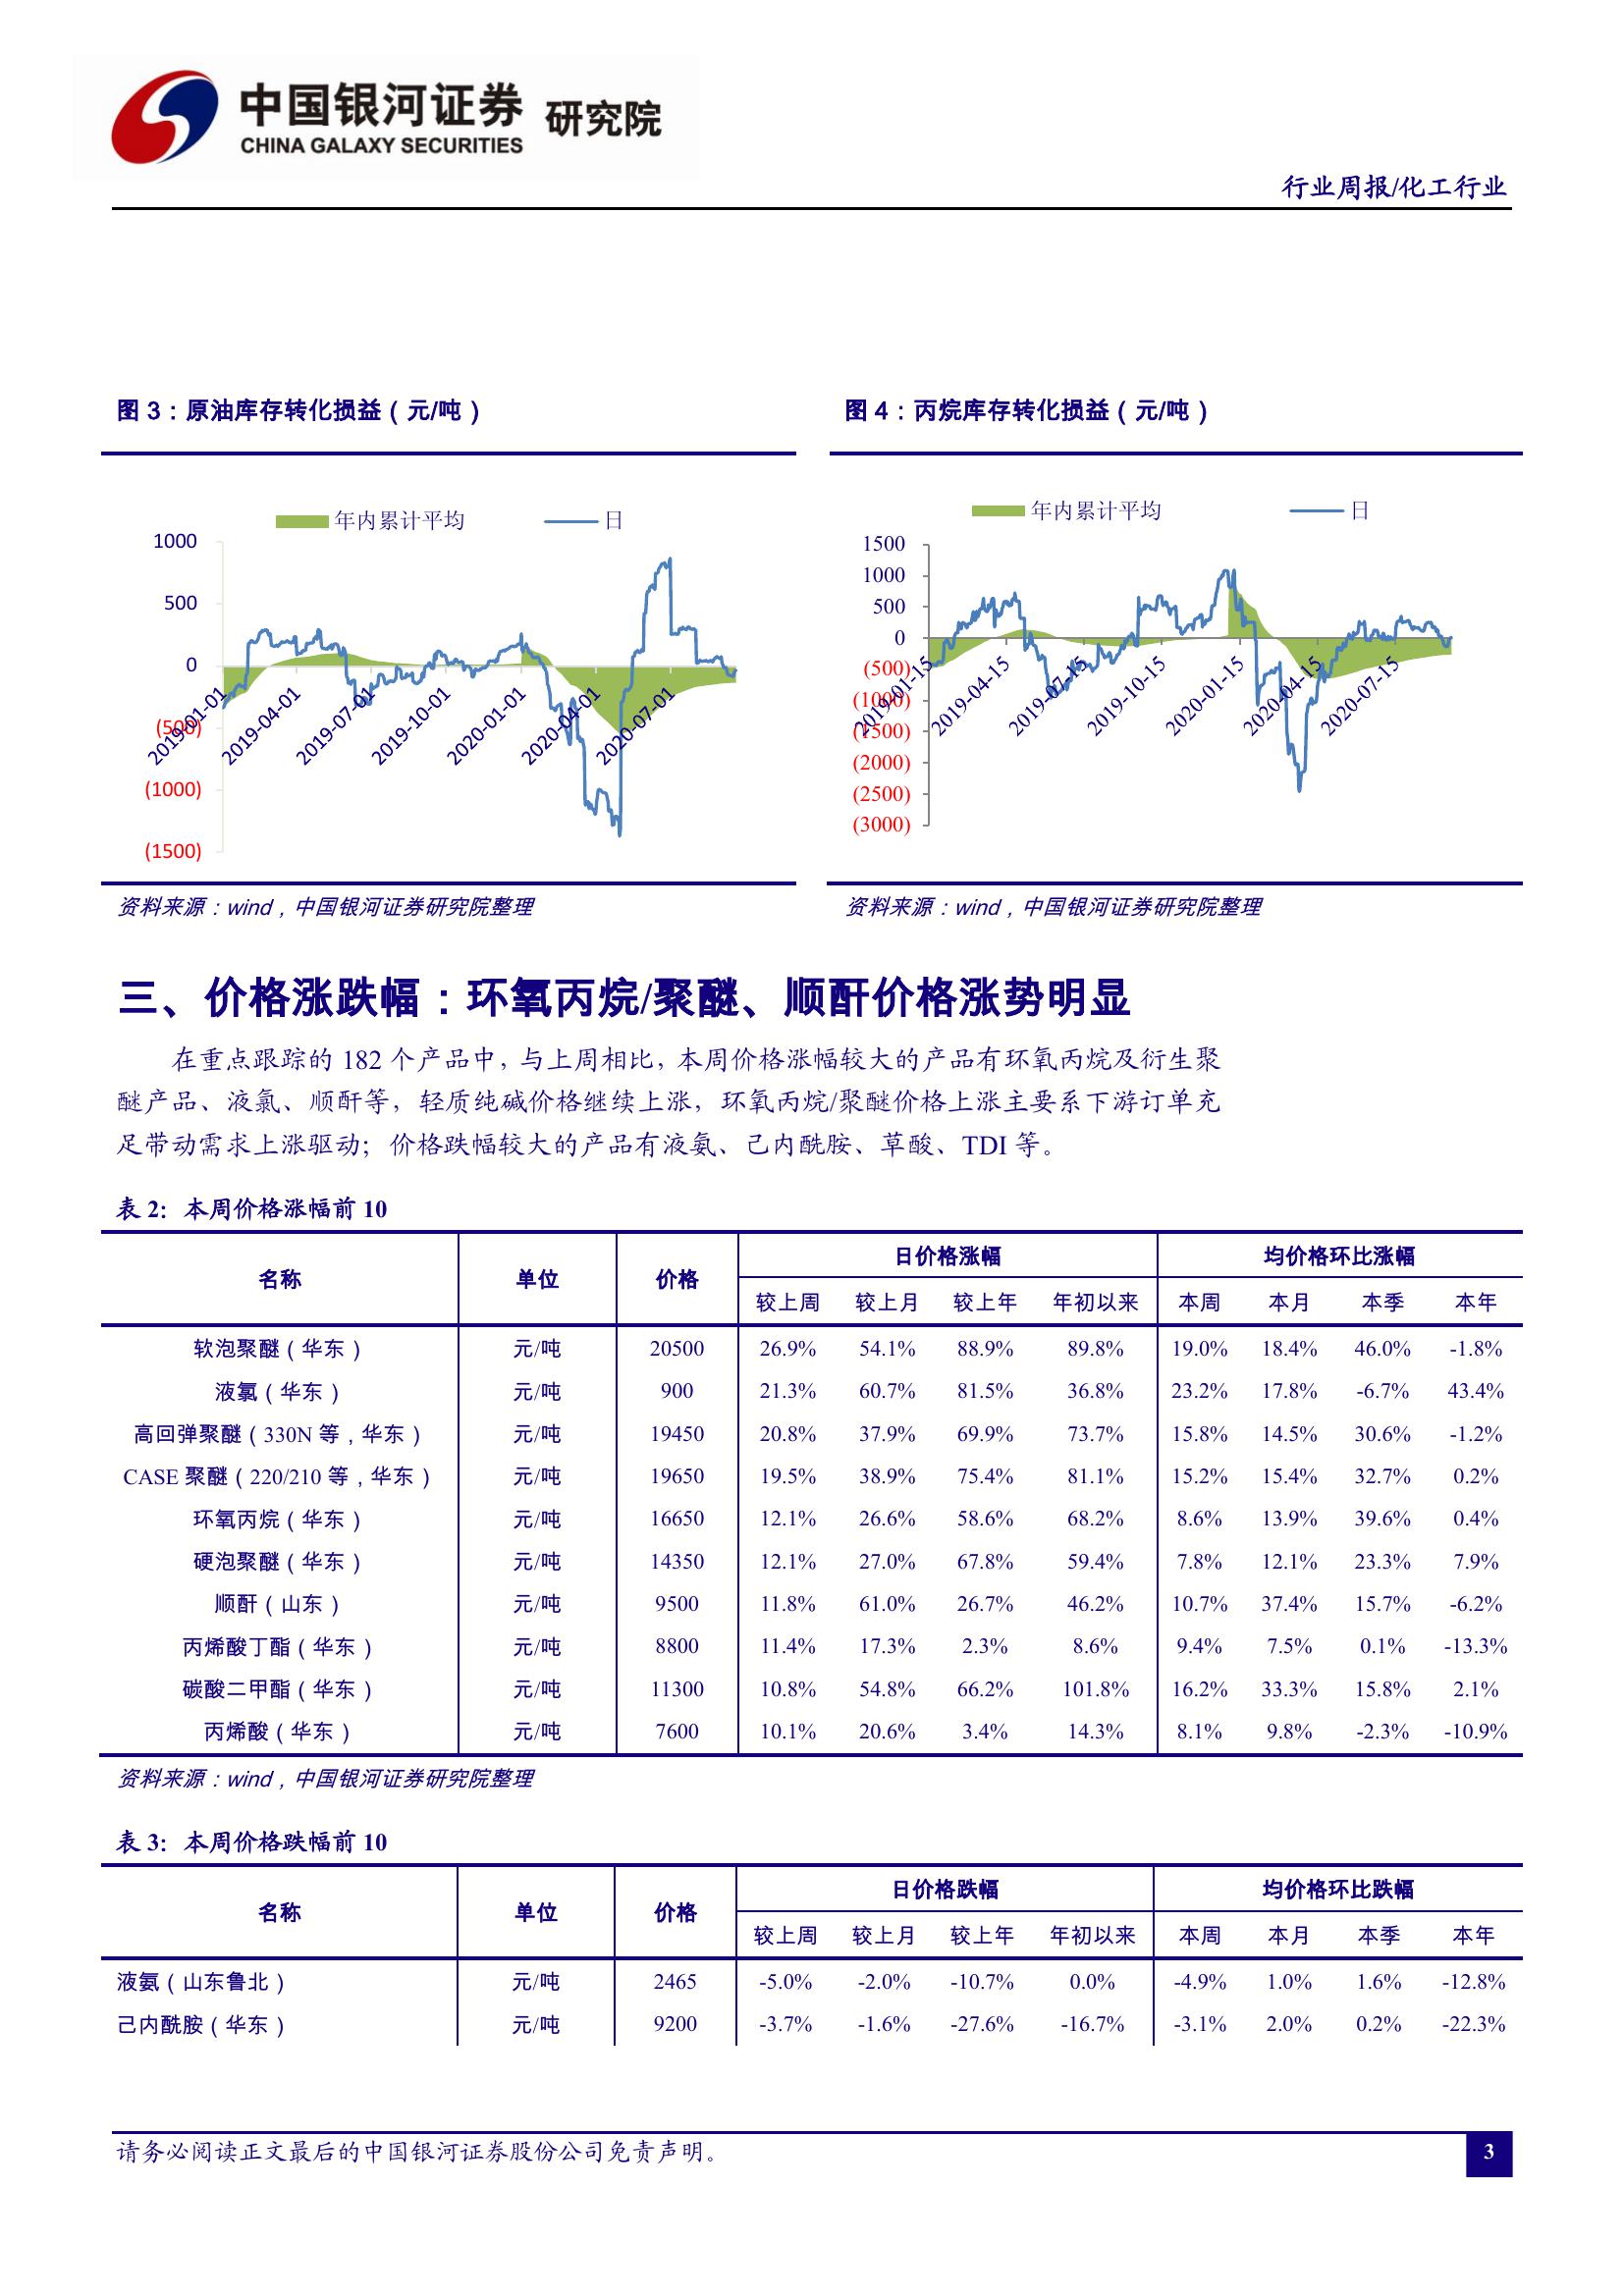 中国银河证券 研究院
CHINA GALAXY SECURITIES
行业周报/化工行业
图 3：原油库存转化损益（元/吨）
年内累计平均 日
1000
500
0
(500)
(1000)
(1500)
2019-01-01 2019-04-01 2019-07-01 2019-10-01 2020-01-01 2020-04-01 2020-07-01
资料来源：wind，中国银河证券研究院整理
图 4：丙烷库存转化损益（元/吨）
年内累计平均 日
1500
1000
500
0
(500)
(1000)
(1500)
(2000)
(2500)
(3000)
2019-01-15 2019-04-15 2019-07-15 2019-10-15 2020-01-15 2020-04-15 2020-07-15
资料来源：wind，中国银河证券研究院整理
三、价格涨跌幅：环氧丙烷/聚醚、顺酐价格涨势明显
在重点跟踪的 182 个产品中，与上周相比，本周价格涨幅较大的产品有环氧丙烷及衍生聚
醚产品、液氯、顺酐等，轻质纯碱价格继续上涨，环氧丙烷/聚醚价格上涨主要系下游订单充
足带动需求上涨驱动；价格跌幅较大的产品有液氨、己内酰胺、草酸、TDI 等。
表 2：本周价格涨幅前 10
名称 单位 价格 日价格涨幅 均价格环比涨幅
较上周 较上月 较上年 年初以来 本周 本月 本季 本年
软泡聚醚（华东） 元/吨 20500 26.9% 54.1% 88.9% 89.8% 19.0% 18.4% 46.0% -1.8%
液氯（华东） 元/吨 900 21.3% 60.7% 81.5% 36.8% 23.2% 17.8% -6.7% 43.4%
高回弹聚醚（330N 等，华东） 元/吨 19450 20.8% 37.9% 69.9% 73.7% 15.8% 14.5% 30.6% -1.2%
CASE 聚醚（220/210 等，华东） 元/吨 19650 19.5% 38.9% 75.4% 81.1% 15.2% 15.4% 32.7% 0.2%
环氧丙烷（华东） 元/吨 16650 12.1% 26.6% 58.6% 68.2% 8.6% 13.9% 39.6% 0.4%
硬泡聚醚（华东） 元/吨 14350 12.1% 27.0% 67.8% 59.4% 7.8% 12.1% 23.3% 7.9%
顺酐（山东） 元/吨 9500 11.8% 61.0% 26.7% 46.2% 10.7% 37.4% 15.7% -6.2%
丙烯酸丁酯（华东） 元/吨 8800 11.4% 17.3% 2.3% 8.6% 9.4% 7.5% 0.1% -13.3%
碳酸二甲酯（华东） 元/吨 11300 10.8% 54.8% 66.2% 101.8% 16.2% 33.3% 15.8% 2.1%
丙烯酸（华东） 元/吨 7600 10.1% 20.6% 3.4% 14.3% 8.1% 9.8% -2.3% -10.9%
资料来源：wind，中国银河证券研究院整理
表 3：本周价格跌幅前 10
名称 单位 价格 日价格跌幅 均价格环比跌幅
较上周 较上月 较上年 年初以来 本周 本月 本季 本年
液氨（山东鲁北） 元/吨 2465 -5.0% -2.0% -10.7% 0.0% -4.9% 1.0% 1.6% -12.8%
己内酰胺（华东） 元/吨 9200 -3.7% -1.6% -27.6% -16.7% -3.1% 2.0% 0.2% -22.3%
请务必阅读正文最后的中国银河证券股份公司免责声明。
3